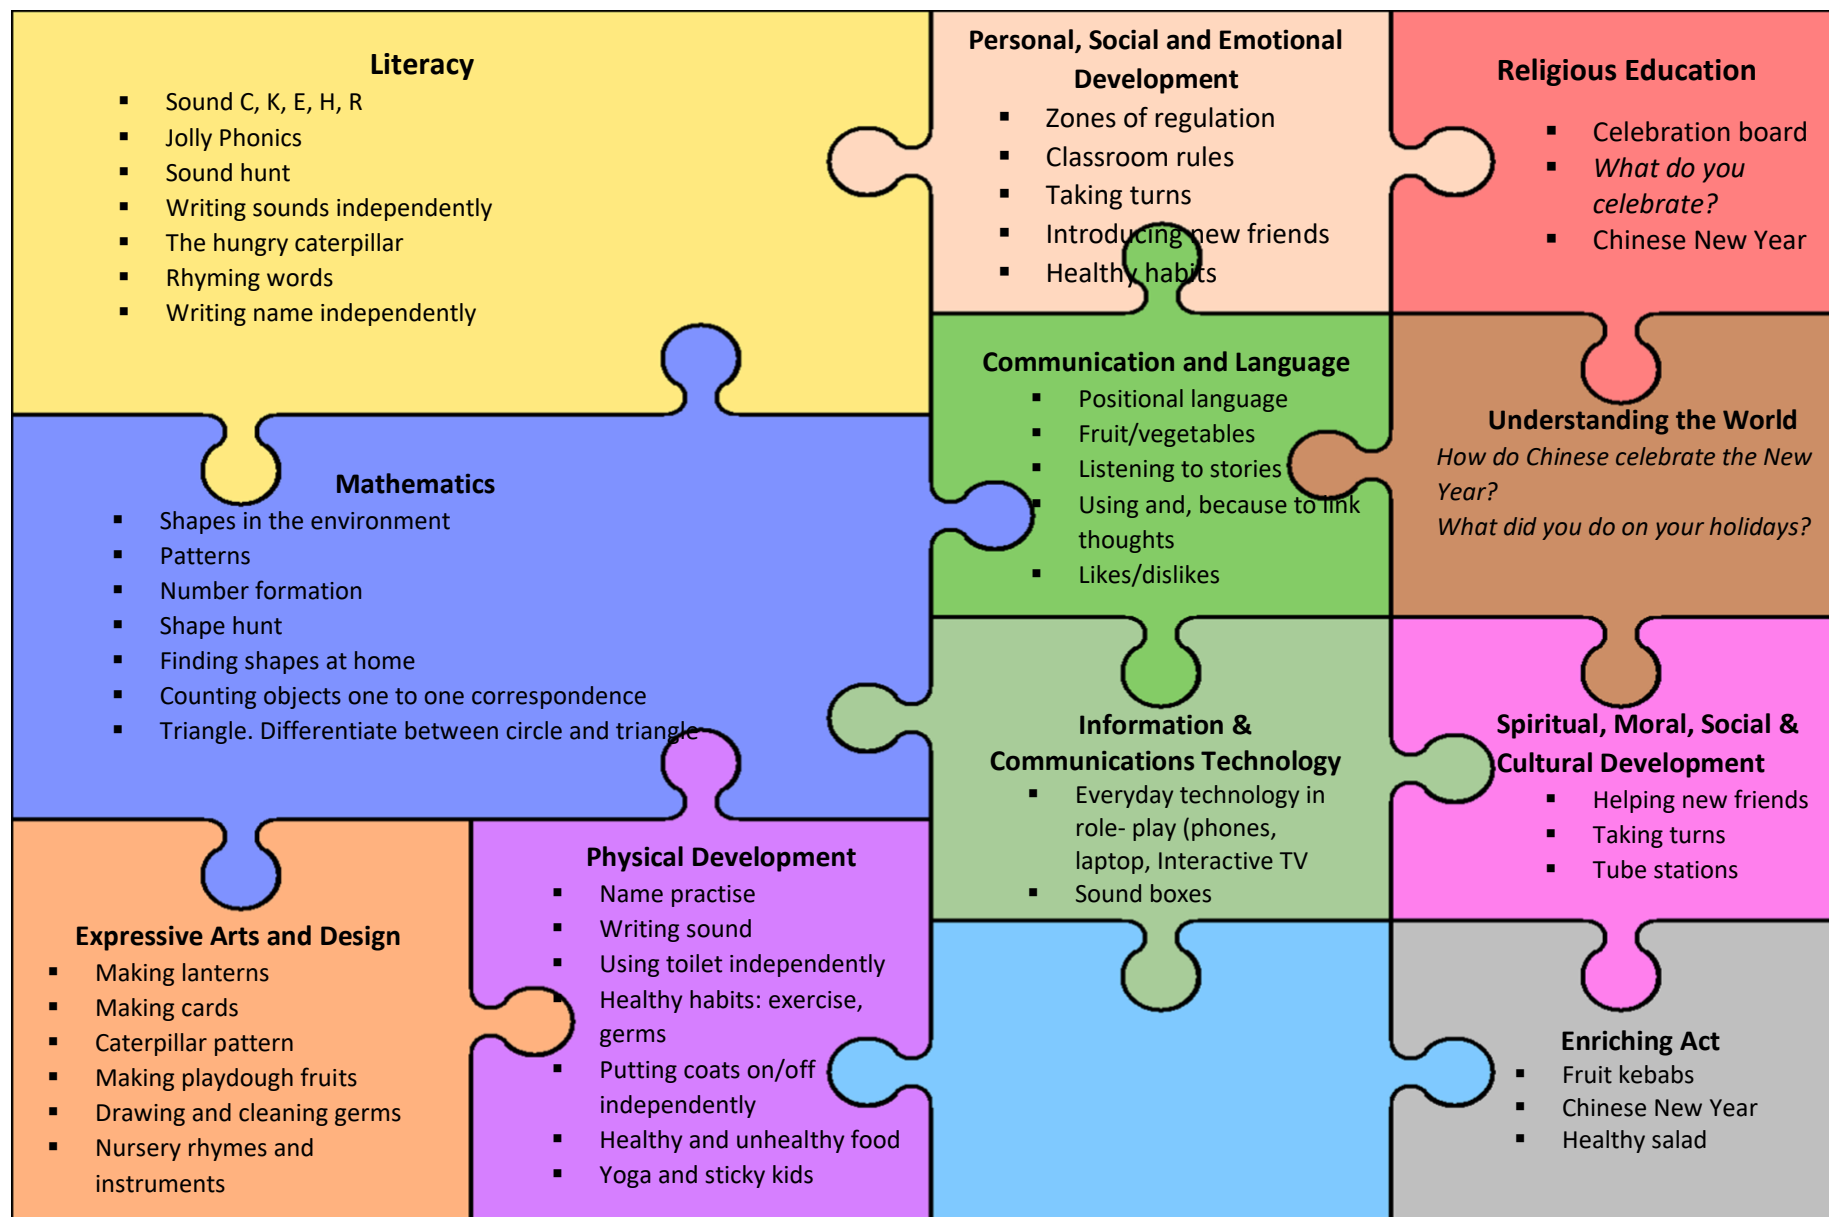 Literacy
▪ Sound C, K, E, H, R
▪ Jolly Phonics
▪ Sound hunt
▪ Writing sounds independently
▪ The hungry caterpillar
▪ Rhyming words
▪ Writing name independently
Personal, Social and Emotional
Development
▪ Zones of regulation
▪ Classroom rules
▪ Taking turns
▪ Introducing new friends
▪ Healthy habits
Religious Education
▪ Celebration board
▪ What do you
celebrate?
▪ Chinese New Year
Mathematics
▪ Shapes in the environment
▪ Patterns
▪ Number formation
▪ Shape hunt
▪ Finding shapes at home
▪ Counting objects one to one correspondence
▪ Triangle. Differentiate between circle and triangle
Communication and Language
▪ Positional language
▪ Fruit/vegetables
▪ Listening to stories
▪ Using and, because to link
thoughts
▪ Likes/dislikes
Understanding the World
How do Chinese celebrate the New
Year?
What did you do on your holidays?
Information &
Communications Technology
▪ Everyday technology in
role- play (phones,
laptop, Interactive TV
▪ Sound boxes
Spiritual, Moral, Social &
Cultural Development
▪ Helping new friends
▪ Taking turns
▪ Tube stations
Expressive Arts and Design
▪ Making lanterns
▪ Making cards
▪ Caterpillar pattern
▪ Making playdough fruits
▪ Drawing and cleaning germs
▪ Nursery rhymes and
instruments
Physical Development
▪ Name practise
▪ Writing sound
▪ Using toilet independently
▪ Healthy habits: exercise,
germs
▪ Putting coats on/off
independently
▪ Healthy and unhealthy food
▪ Yoga and sticky kids
Enriching Act
▪ Fruit kebabs
▪ Chinese New Year
▪ Healthy salad